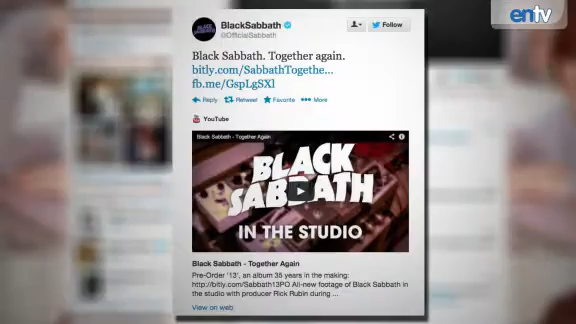 entv
BlackSabbath
@OfficialSabbath
Follow
Black Sabbath. Together again.
bitly.com/SabbathTogethe...
fb.me/GspLgSXl
Reply Retweet Favorite More
YouTube
Black Sabbath - Together Again
BLACK
SABBATH
IN THE STUDIO
Black Sabbath - Together Again
Pre-Order '13', an album 35 years in the making:
http://bitly.com/Sabbath13PO All-new footage of Black Sabbath in
the studio with producer Rick Rubin during ...
View on web